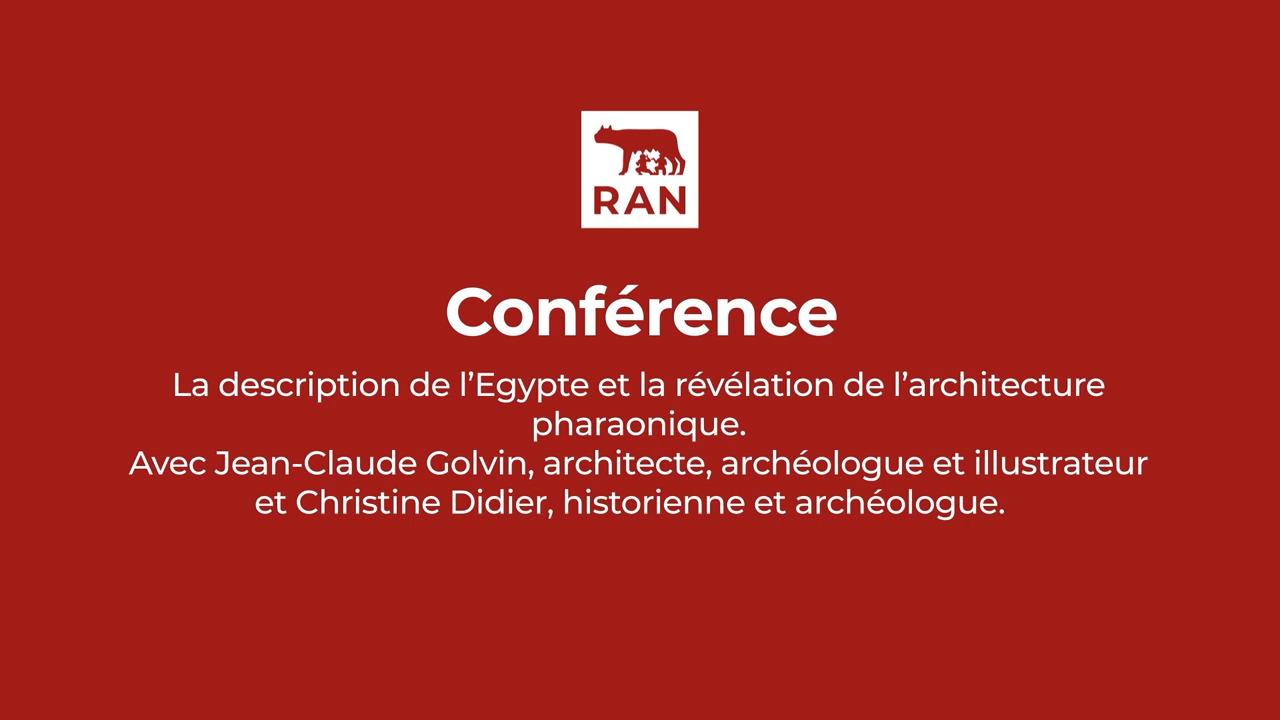 RAN
Conférence
La description de l’Egypte et la révélation de l’architecture
pharaonique.
Avec Jean-Claude Golvin, architecte, archéologue et illustrateur
et Christine Didier, historienne et archéologue.